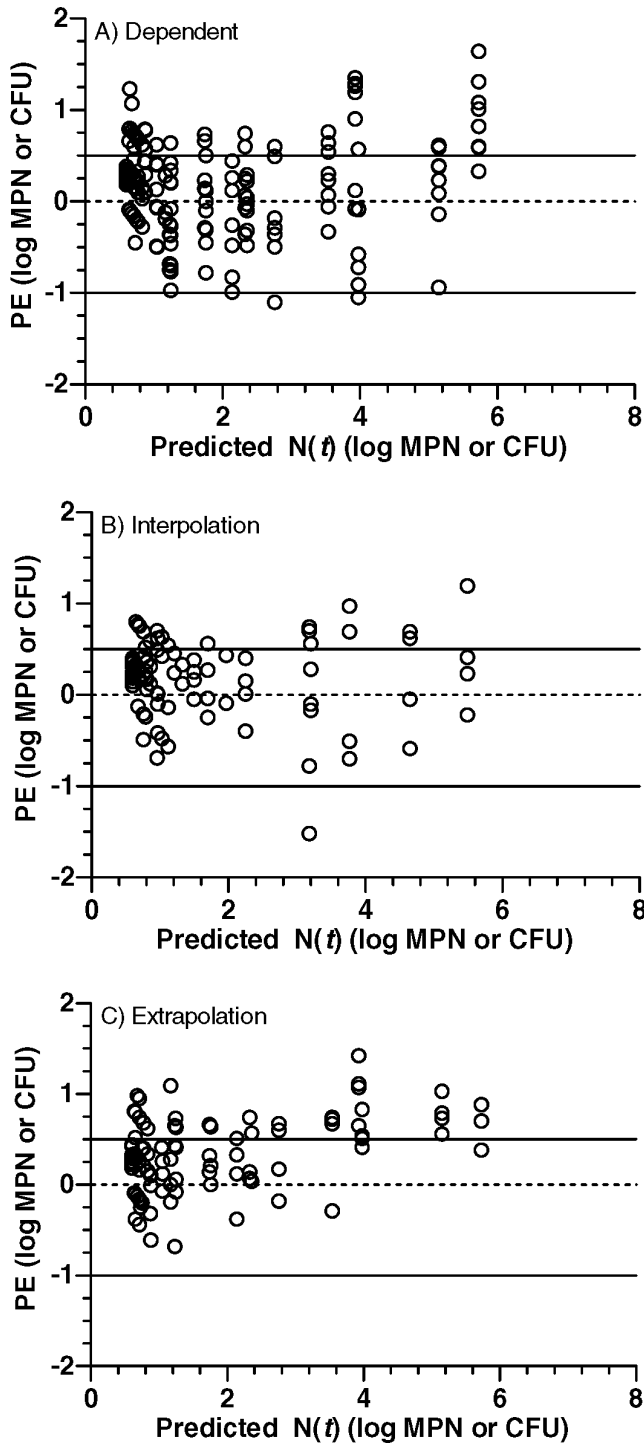 A) Dependent
PE (log MPN or CFU)
2
1
0
-1
-2
0 2 4 6 8
Predicted N(t) (log MPN or CFU)
B) Interpolation
PE (log MPN or CFU)
2
1
0
-1
-2
0 2 4 6 8
Predicted N(t) (log MPN or CFU)
C) Extrapolation
PE (log MPN or CFU)
2
1
0
-1
-2
0 2 4 6 8
Predicted N(t) (log MPN or CFU)